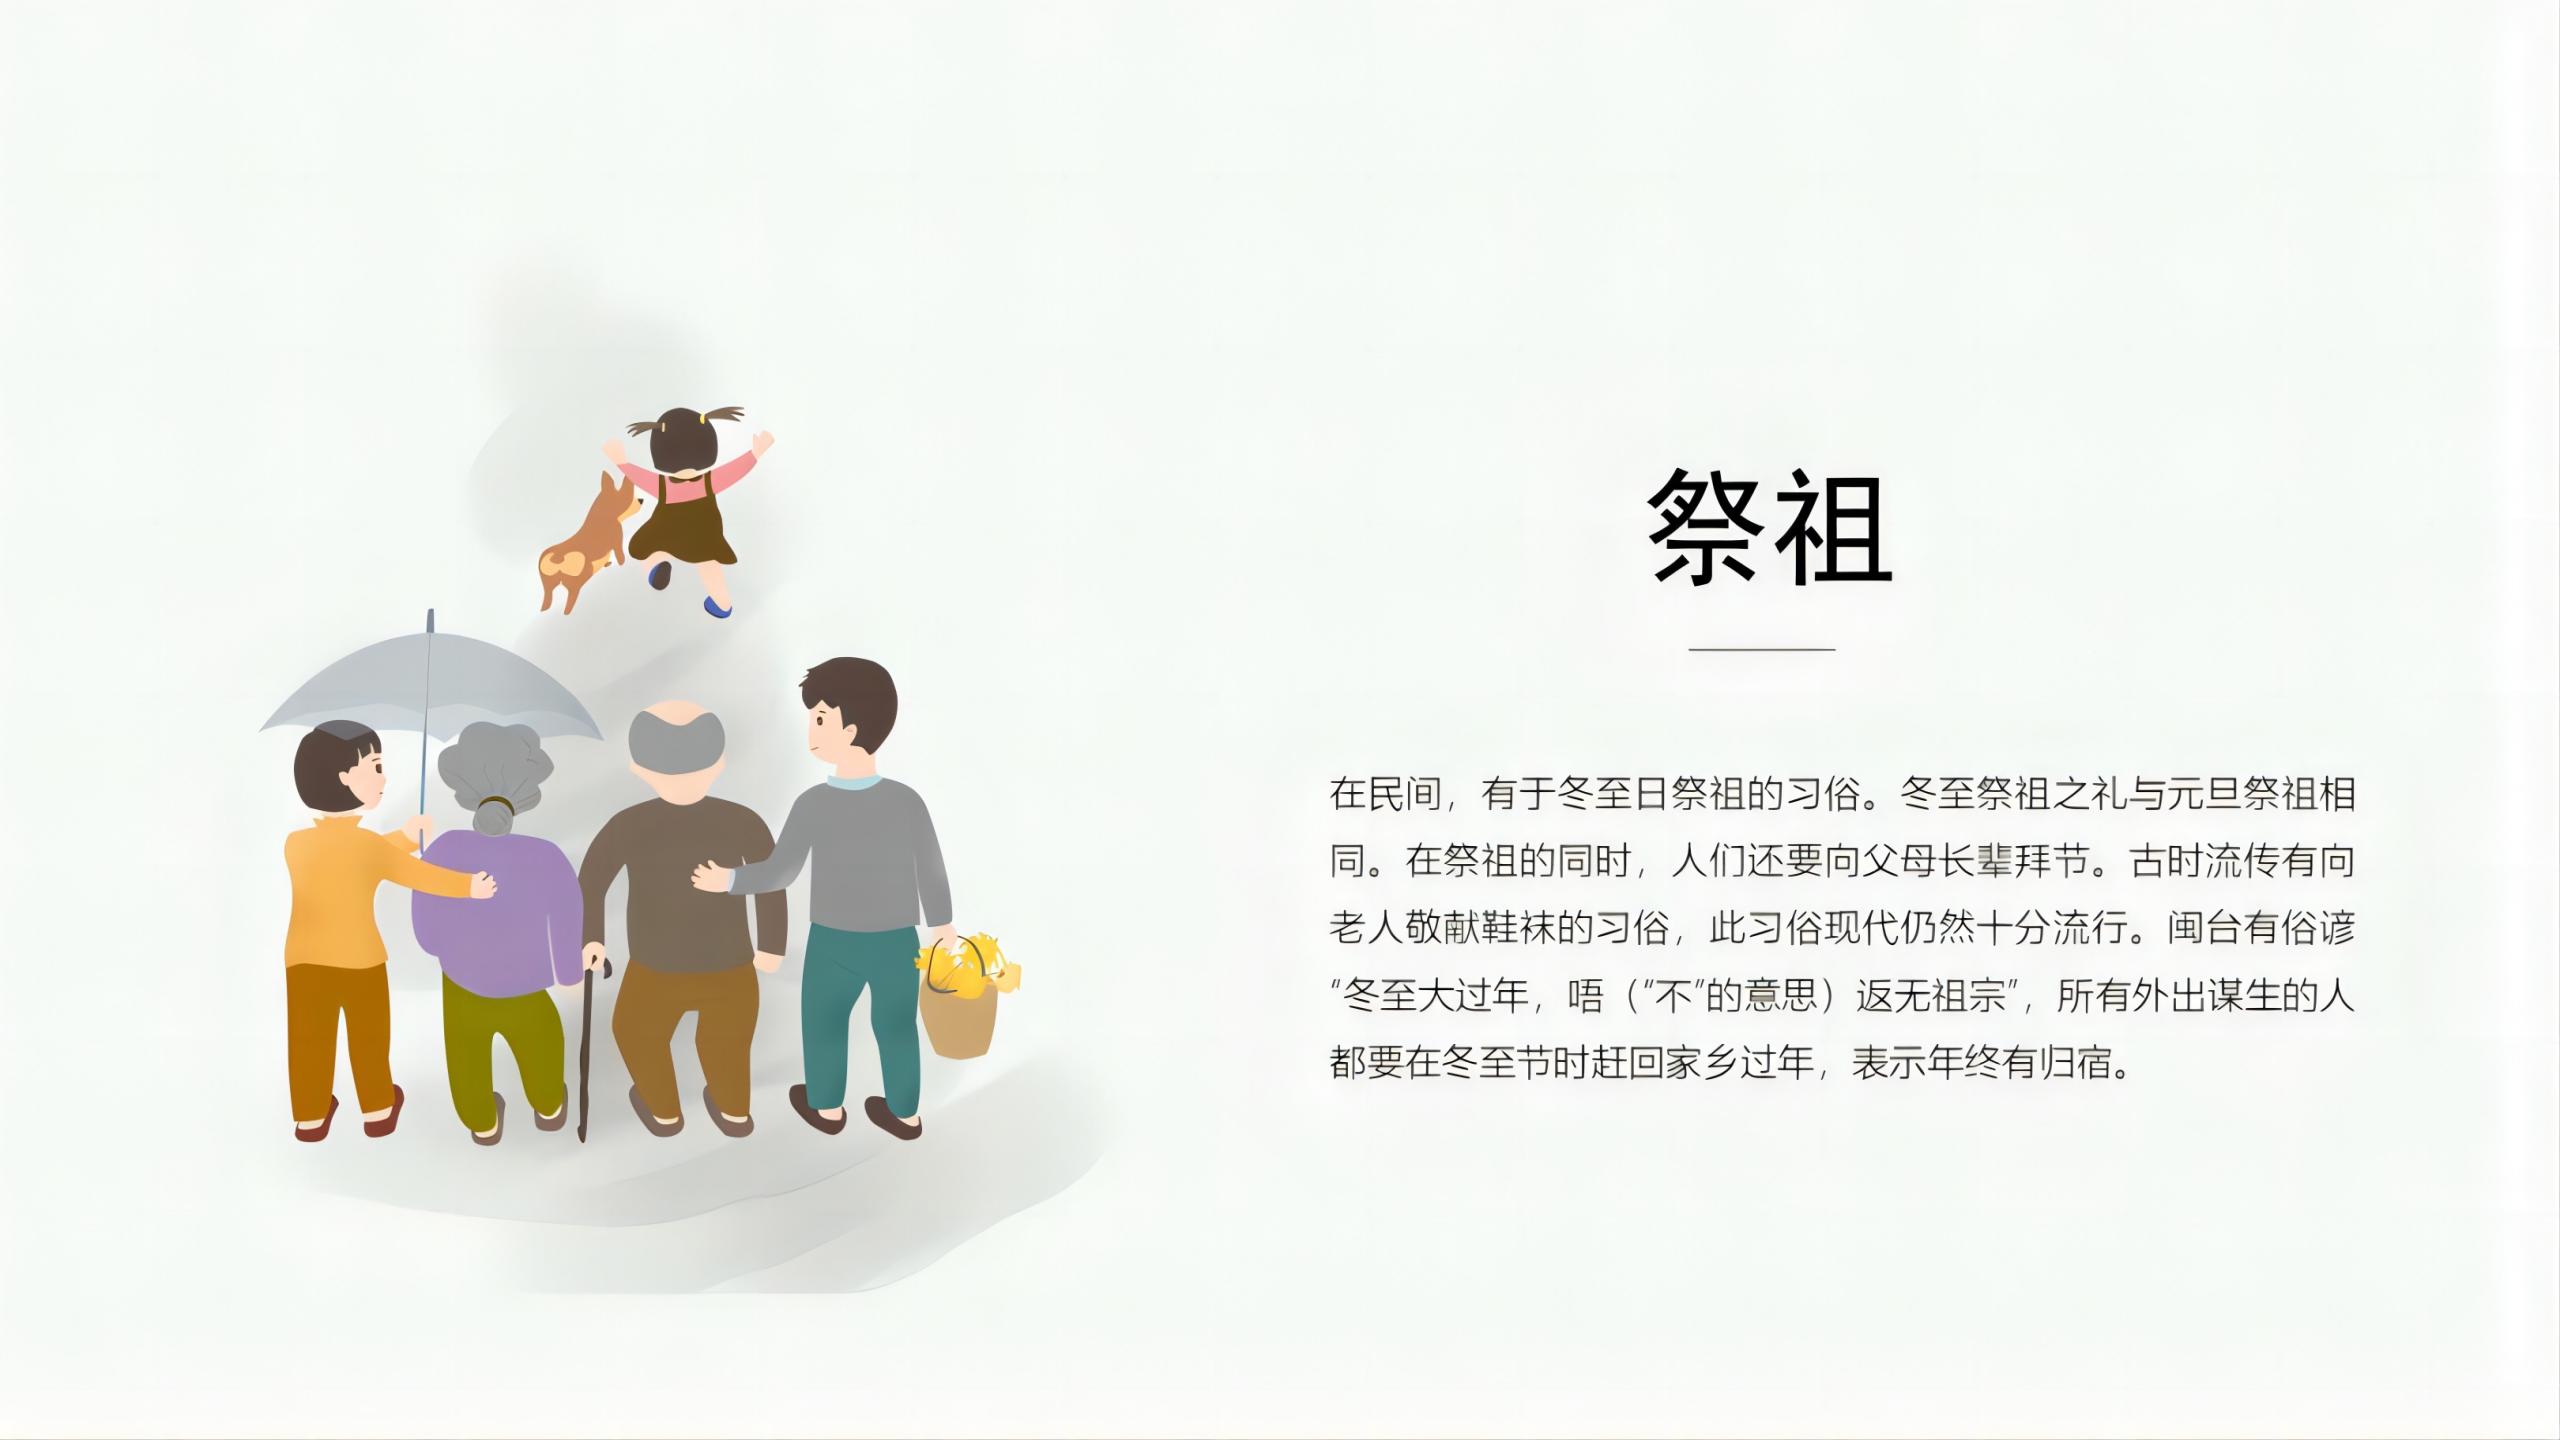 祭祖
在民间，有于冬至日祭祖的习俗。冬至祭祖之礼与元旦祭祖相
同。在祭祖的同时，人们还要向父母长辈拜节。古时流传有向
老人敬献鞋袜的习俗，此习俗现代仍然十分流行。闽台有俗谚
“冬至大过年，唔（“不”的意思）返无祖宗”，所有外出谋生的人
都要在冬至节时赶回家乡过年，表示年终有归宿。